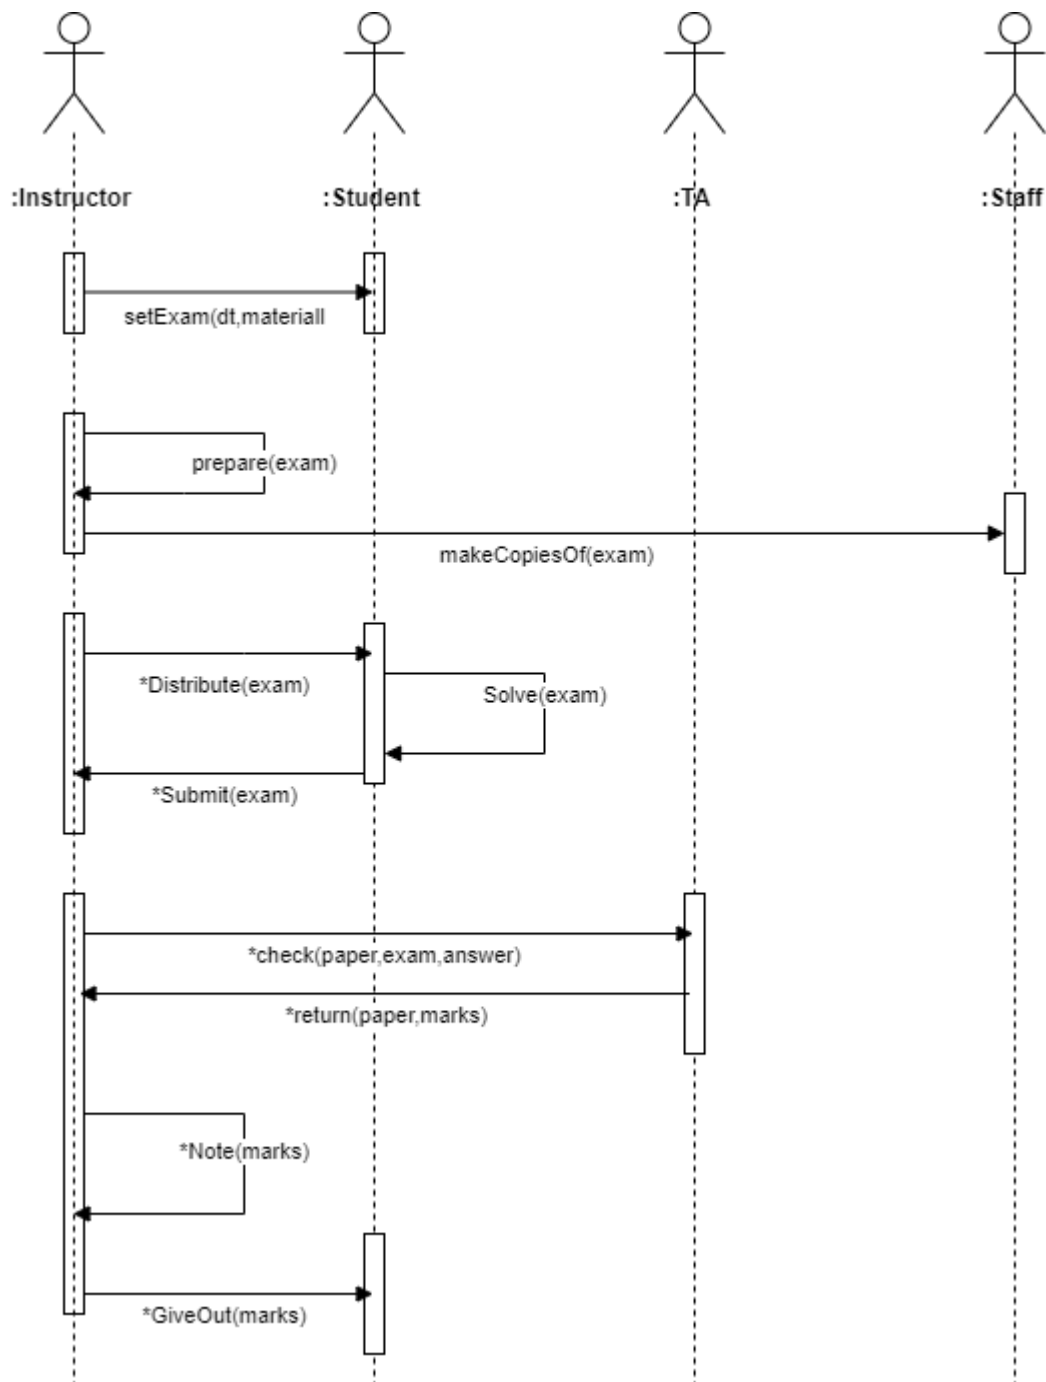 :Instructor
:Student
:TA
:Staff
setExam(dt,materiall
prepare(exam)
makeCopiesOf(exam)
*Distribute(exam)
Solve(exam)
*Submit(exam)
*check(paper,exam,answer)
*return(paper,marks)
*Note(marks)
*GiveOut(marks)